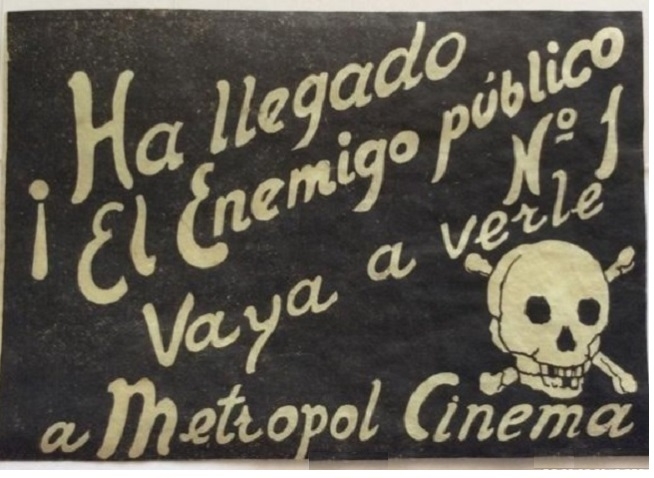 ¡Ha llegado
El Enemigo público
Nº 1
Vaya a verle
a Metropol Cinema